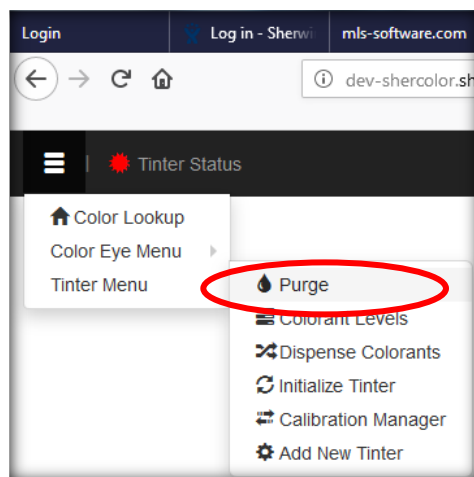 Login
Log in - Sherwi
mls-software.com
dev-shercolor.sh
Tinter Status
Color Lookup
Color Eye Menu
Tinter Menu
Purge
Colorant Levels
Dispense Colorants
Initialize Tinter
Calibration Manager
Add New Tinter